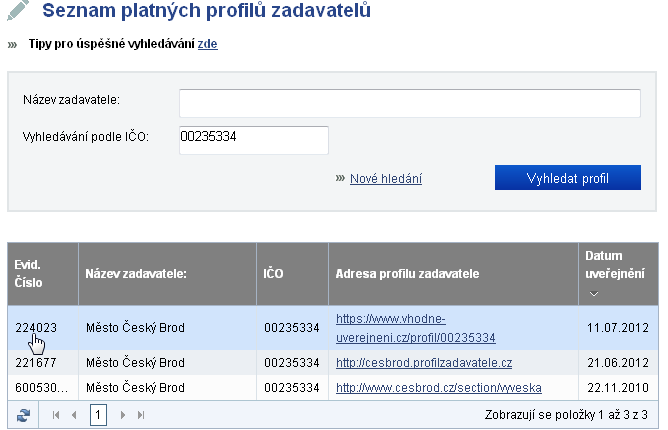 Seznam platných profilů zadavatelů
Tipy pro úspěšné vyhledávání zde
Název zadavatele:
Vyhledávání podle IČO: 00235334
Nové hledání Vyhledat profil
Evid. Číslo Název zadavatele: IČO Adresa profilu zadavatele Datum uveřejnění
224023 Město Český Brod 00235334 https://www.vhodne-uverejneni.cz/profil/00235334 11.07.2012
221677 Město Český Brod 00235334 http://cesbrod.profilzadavatele.cz 21.06.2012
600530... Město Český Brod 00235334 http://www.cesbrod.cz/section/vyveska 22.11.2010
1 Zobrazují se položky 1 až 3 z 3